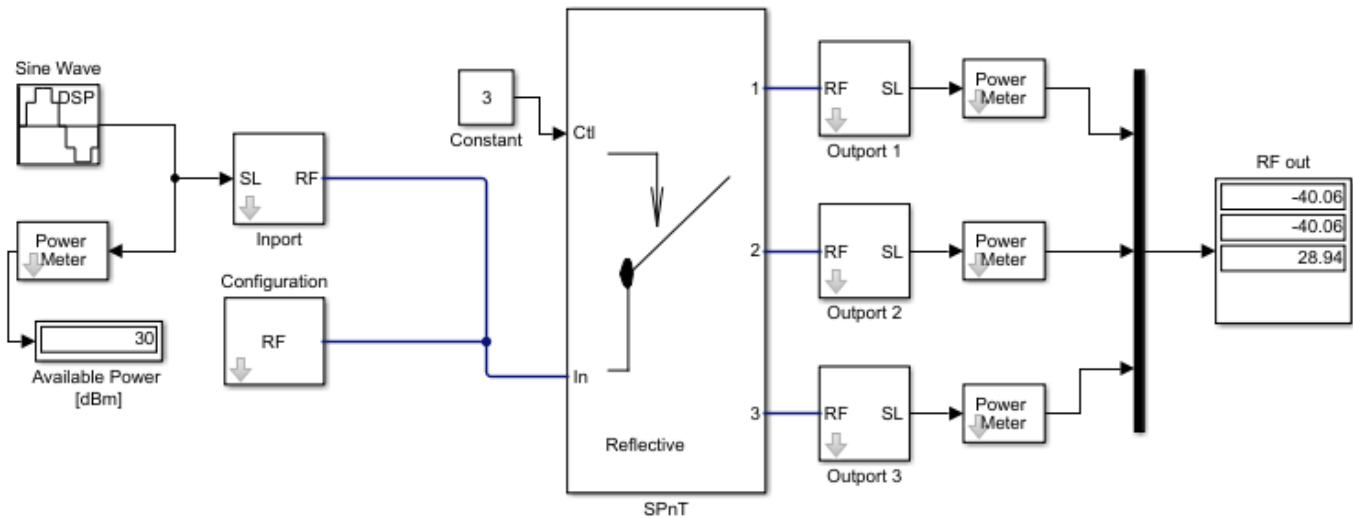 Sine Wave
DSP
Power
Meter
30
Available Power
[dBm]
SL RF
Inport
Configuration
RF
3
Constant
Ctl
In
Reflective
SPnT
1
2
3
RF SL
Outport 1
Power
Meter
RF SL
Outport 2
Power
Meter
RF SL
Outport 3
Power
Meter
RF out
-40.06
-40.06
28.94